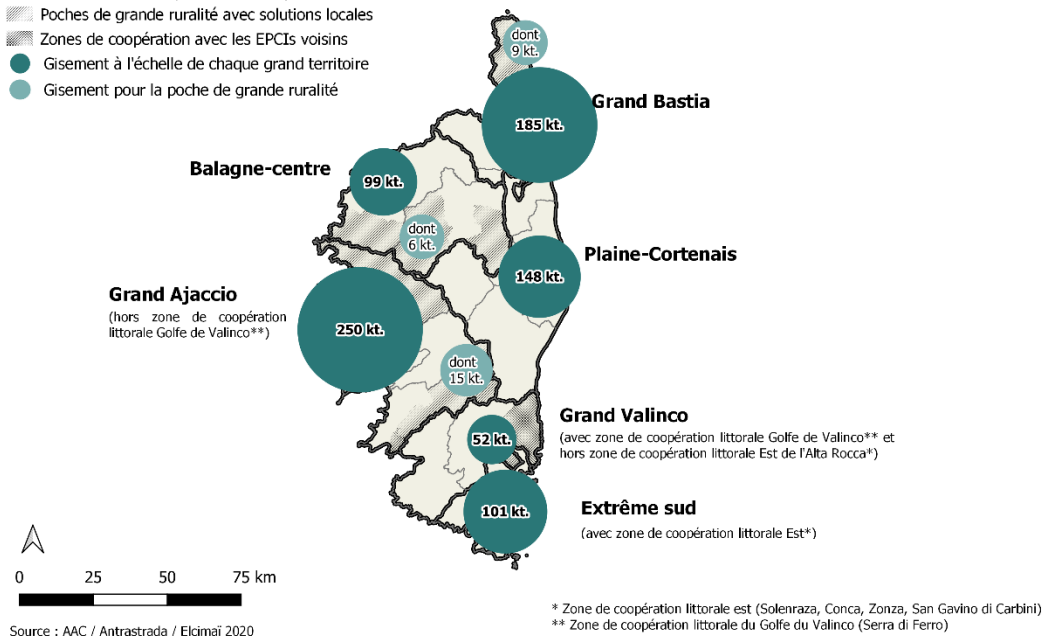 Poches de grande ruralité avec solutions locales
Zones de coopération avec les EPCIs voisins
Gisement à l'échelle de chaque grand territoire
Gisement pour la poche de grande ruralité
dont
9 kt.
Grand Bastia
185 kt.
Balagne-centre
99 kt.
dont
6 kt.
Plaine-Cortenais
148 kt.
Grand Ajaccio
(hors zone de coopération
littorale Golfe de Valinco**)
250 kt.
dont
15 kt.
Grand Valinco
(avec zone de coopération littorale Golfe de Valinco** et
hors zone de coopération littorale Est de l'Alta Rocca*)
52 kt.
Extrême sud
(avec zone de coopération littorale Est*)
101 kt.
0 25 50 75 km
* Zone de coopération littorale est (Solenraza, Conca, Zonza, San Gavino di Carbini)
** Zone de coopération littorale du Golfe du Valinco (Serra di Ferro)
Source : AAC / Antrastrada / Elcimaï 2020